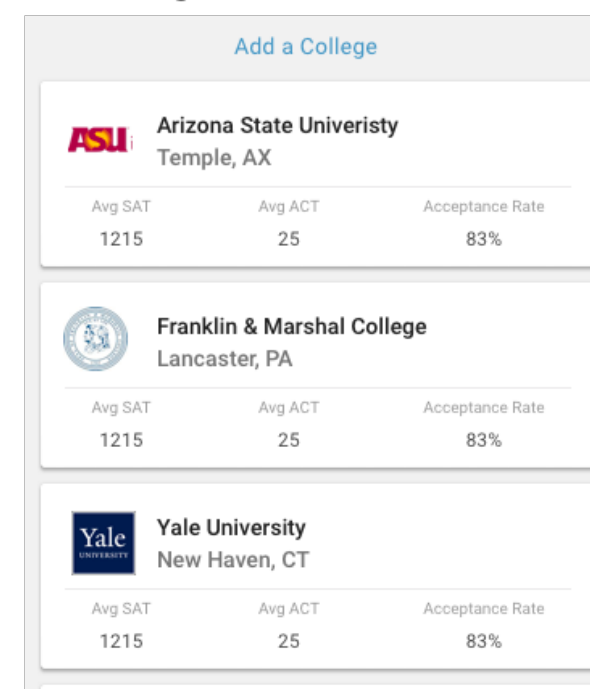 Add a College
ASU
Arizona State Univeristy
Temple, AX
Avg SAT Avg ACT Acceptance Rate
1215 25 83%
Franklin & Marshal College
Lancaster, PA
Avg SAT Avg ACT Acceptance Rate
1215 25 83%
Yale
UNIVERSITY
Yale University
New Haven, CT
Avg SAT Avg ACT Acceptance Rate
1215 25 83%